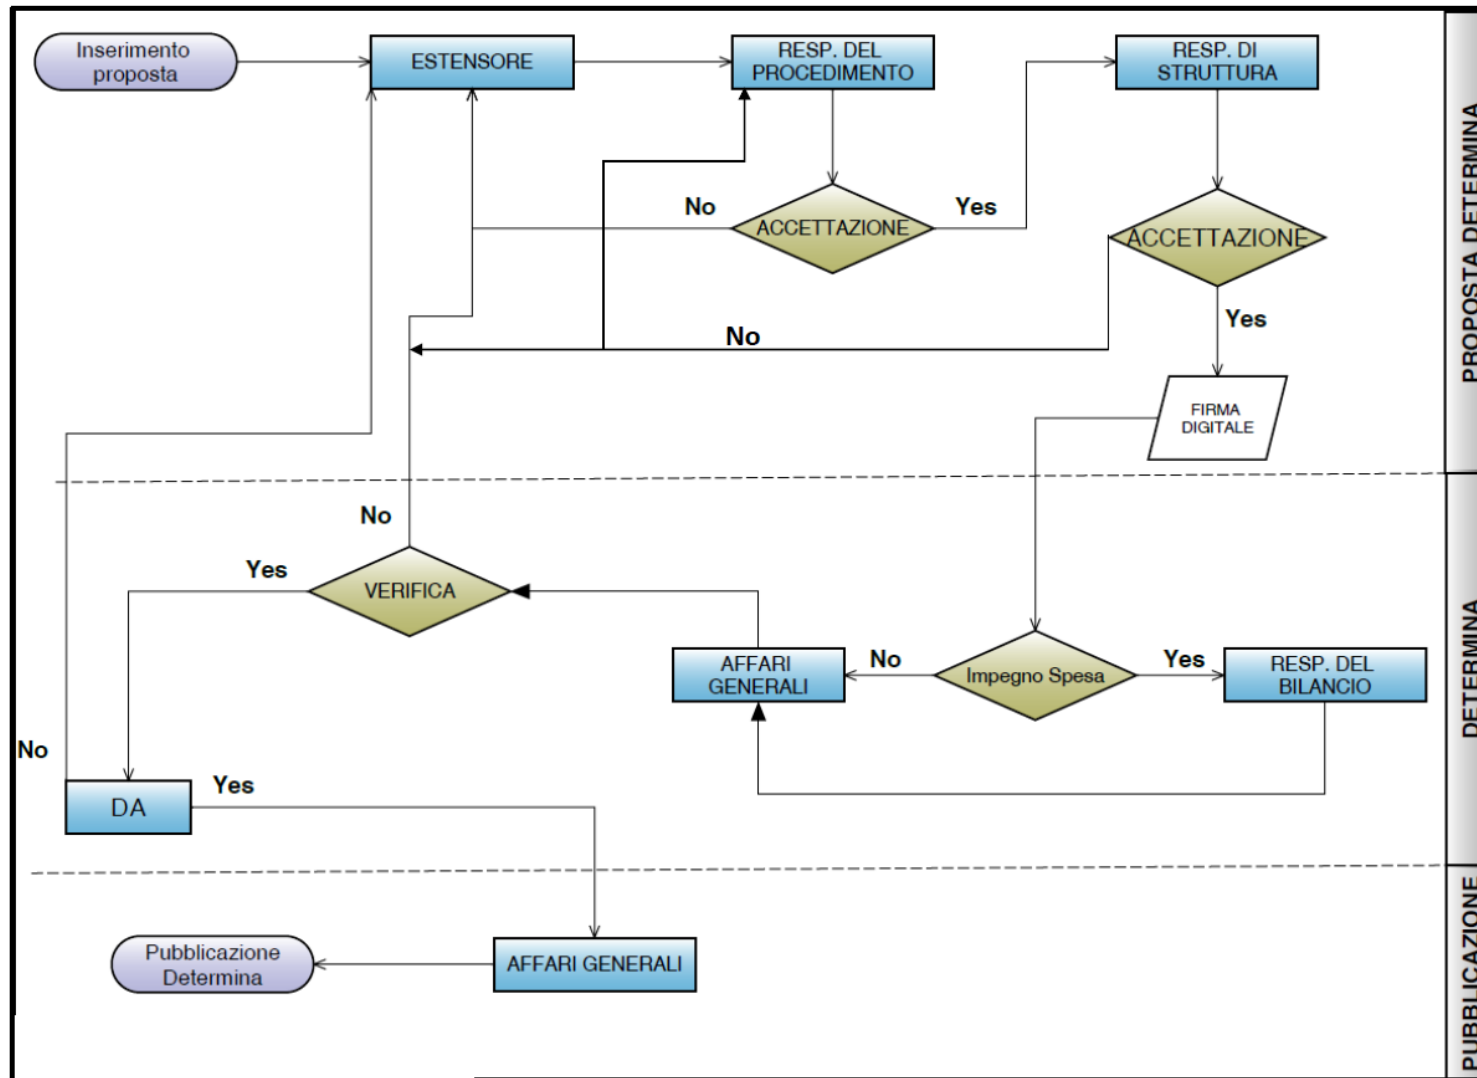 Inserimento
proposta
ESTENSORE
RESP. DEL
PROCEDIMENTO
RESP. DI
STRUTTURA
PROPOSTA DETERMINA
No
ACCETTAZIONE
Yes
ACCETTAZIONE
No
Yes
FIRMA
DIGITALE
No
Yes
VERIFICA
DETERMINA
AFFARI
GENERALI
No
Impegno Spesa
Yes
RESP. DEL
BILANCIO
No
DA
Yes
Pubblicazione
Determina
AFFARI GENERALI
PUBBLICAZIONE